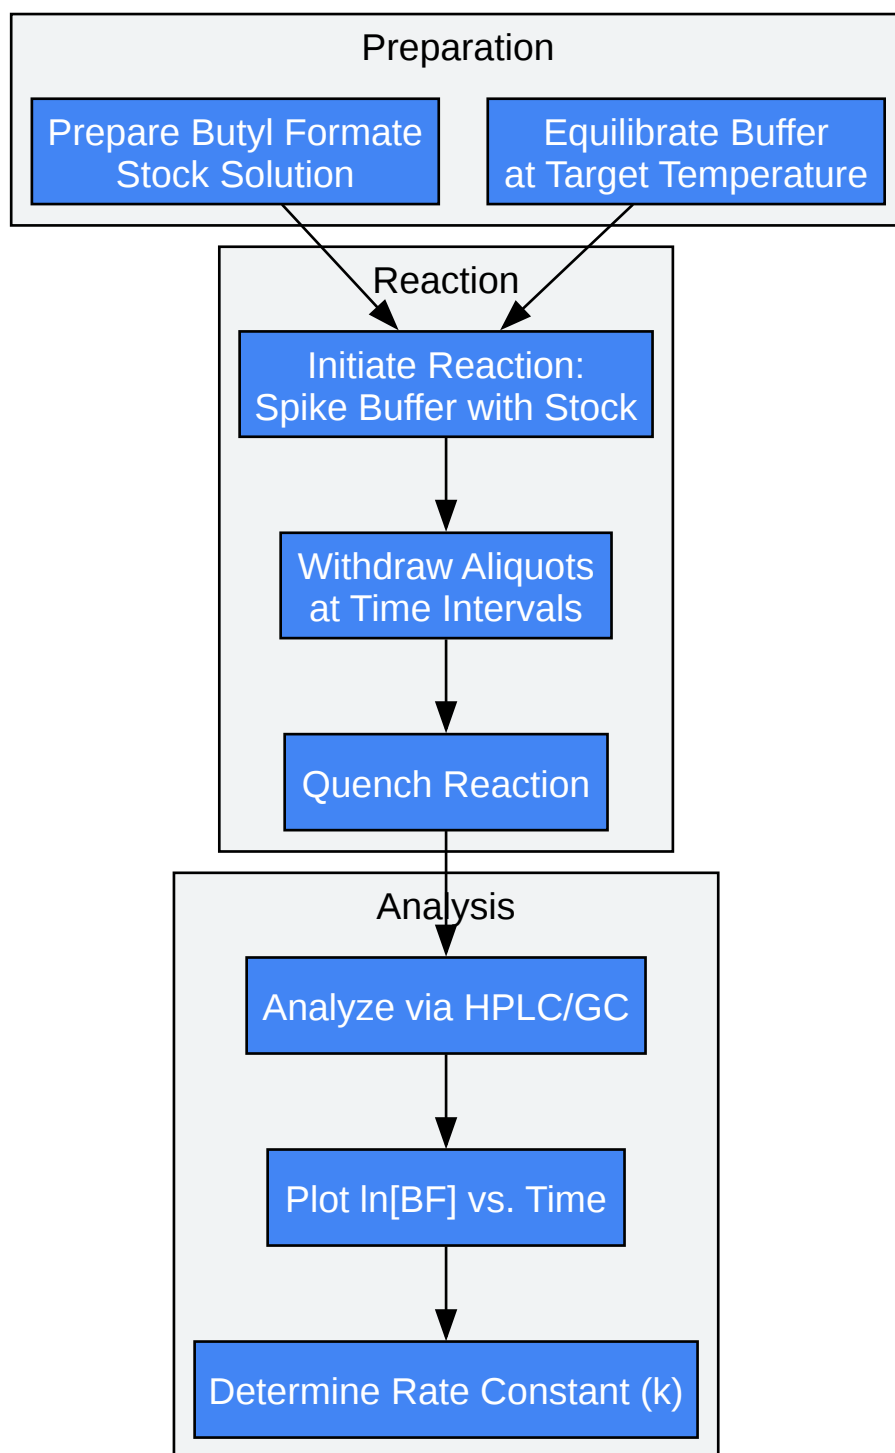 Preparation
Prepare Butyl Formate
Stock Solution
Equilibrate Buffer
at Target Temperature
Reaction
Initiate Reaction:
Spike Buffer with Stock
Withdraw Aliquots
at Time Intervals
Quench Reaction
Analysis
Analyze via HPLC/GC
Plot ln[BF] vs. Time
Determine Rate Constant (k)